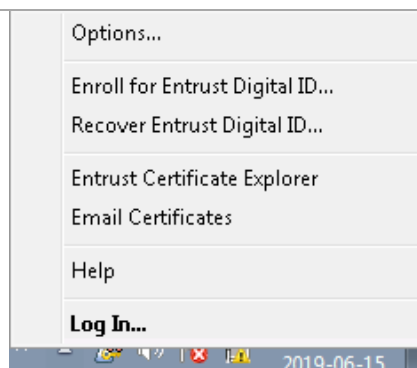 Options...
Enroll for Entrust Digital ID...
Recover Entrust Digital ID...
Entrust Certificate Explorer
Email Certificates
Help
Log In...
2019-06-15